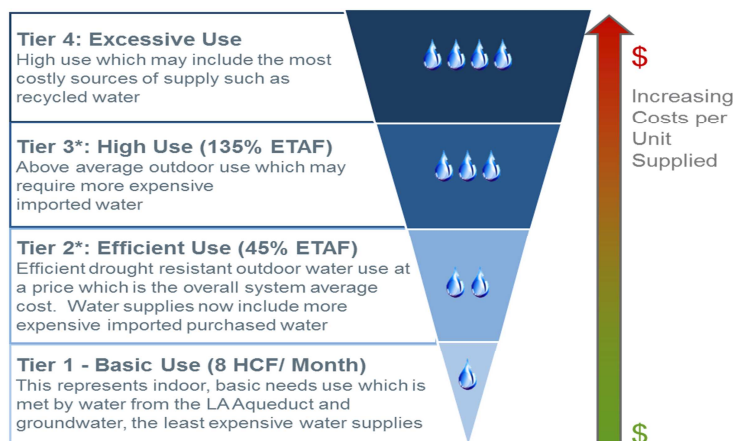 Tier 4: Excessive Use
High use which may include the most
costly sources of supply such as
recycled water
$
Increasing
Costs per
Unit
Supplied
Tier 3*: High Use (135% ETAF)
Above average outdoor use which may
require more expensive
imported water
Tier 2*: Efficient Use (45% ETAF)
Efficient drought resistant outdoor water use at
a price which is the overall system average
cost.  Water supplies now include more
expensive imported purchased water
Tier 1 - Basic Use (8 HCF/ Month)
This represents indoor, basic needs use which is
met by water from the LA Aqueduct and
groundwater, the least expensive water supplies
$